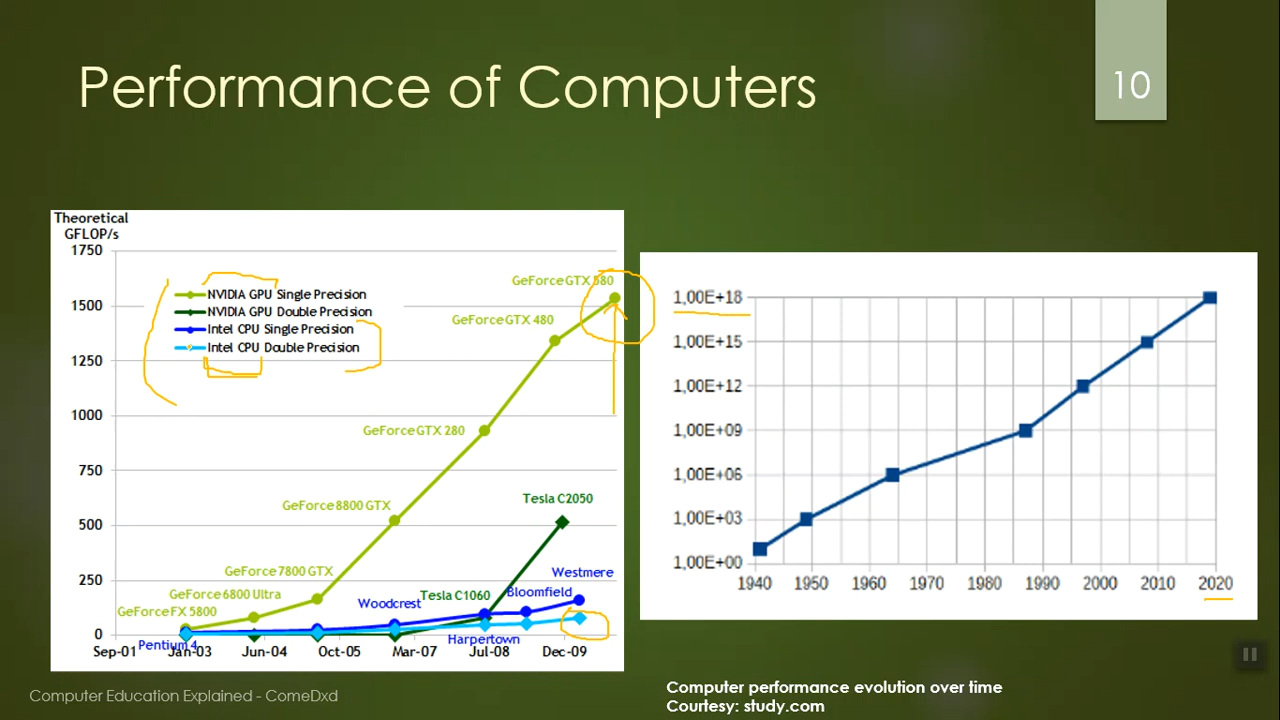 Performance of Computers
10
Theoretical
GFLOP/s
1750
1500
1250
1000
750
500
250
0
NVIDIA GPU Single Precision
NVIDIA GPU Double Precision
Intel CPU Single Precision
Intel CPU Double Precision
GeForce GTX 580
GeForce GTX 480
GeForce GTX 280
GeForce 8800 GTX
Tesla C2050
GeForce 7800 GTX
Westmere
GeForce 6800 Ultra
Tesla C1060
Bloomfield
Woodcrest
GeForce FX 5800
Pentium 4
Harpertown
Sep-01 Jan-03 Jun-04 Oct-05 Mar-07 Jul-08 Dec-09
1,00E+18
1,00E+15
1,00E+12
1,00E+09
1,00E+06
1,00E+03
1,00E+00
1940 1950 1960 1970 1980 1990 2000 2010 2020
Computer Education Explained - ComeDxd
Computer performance evolution over time
Courtesy: study.com